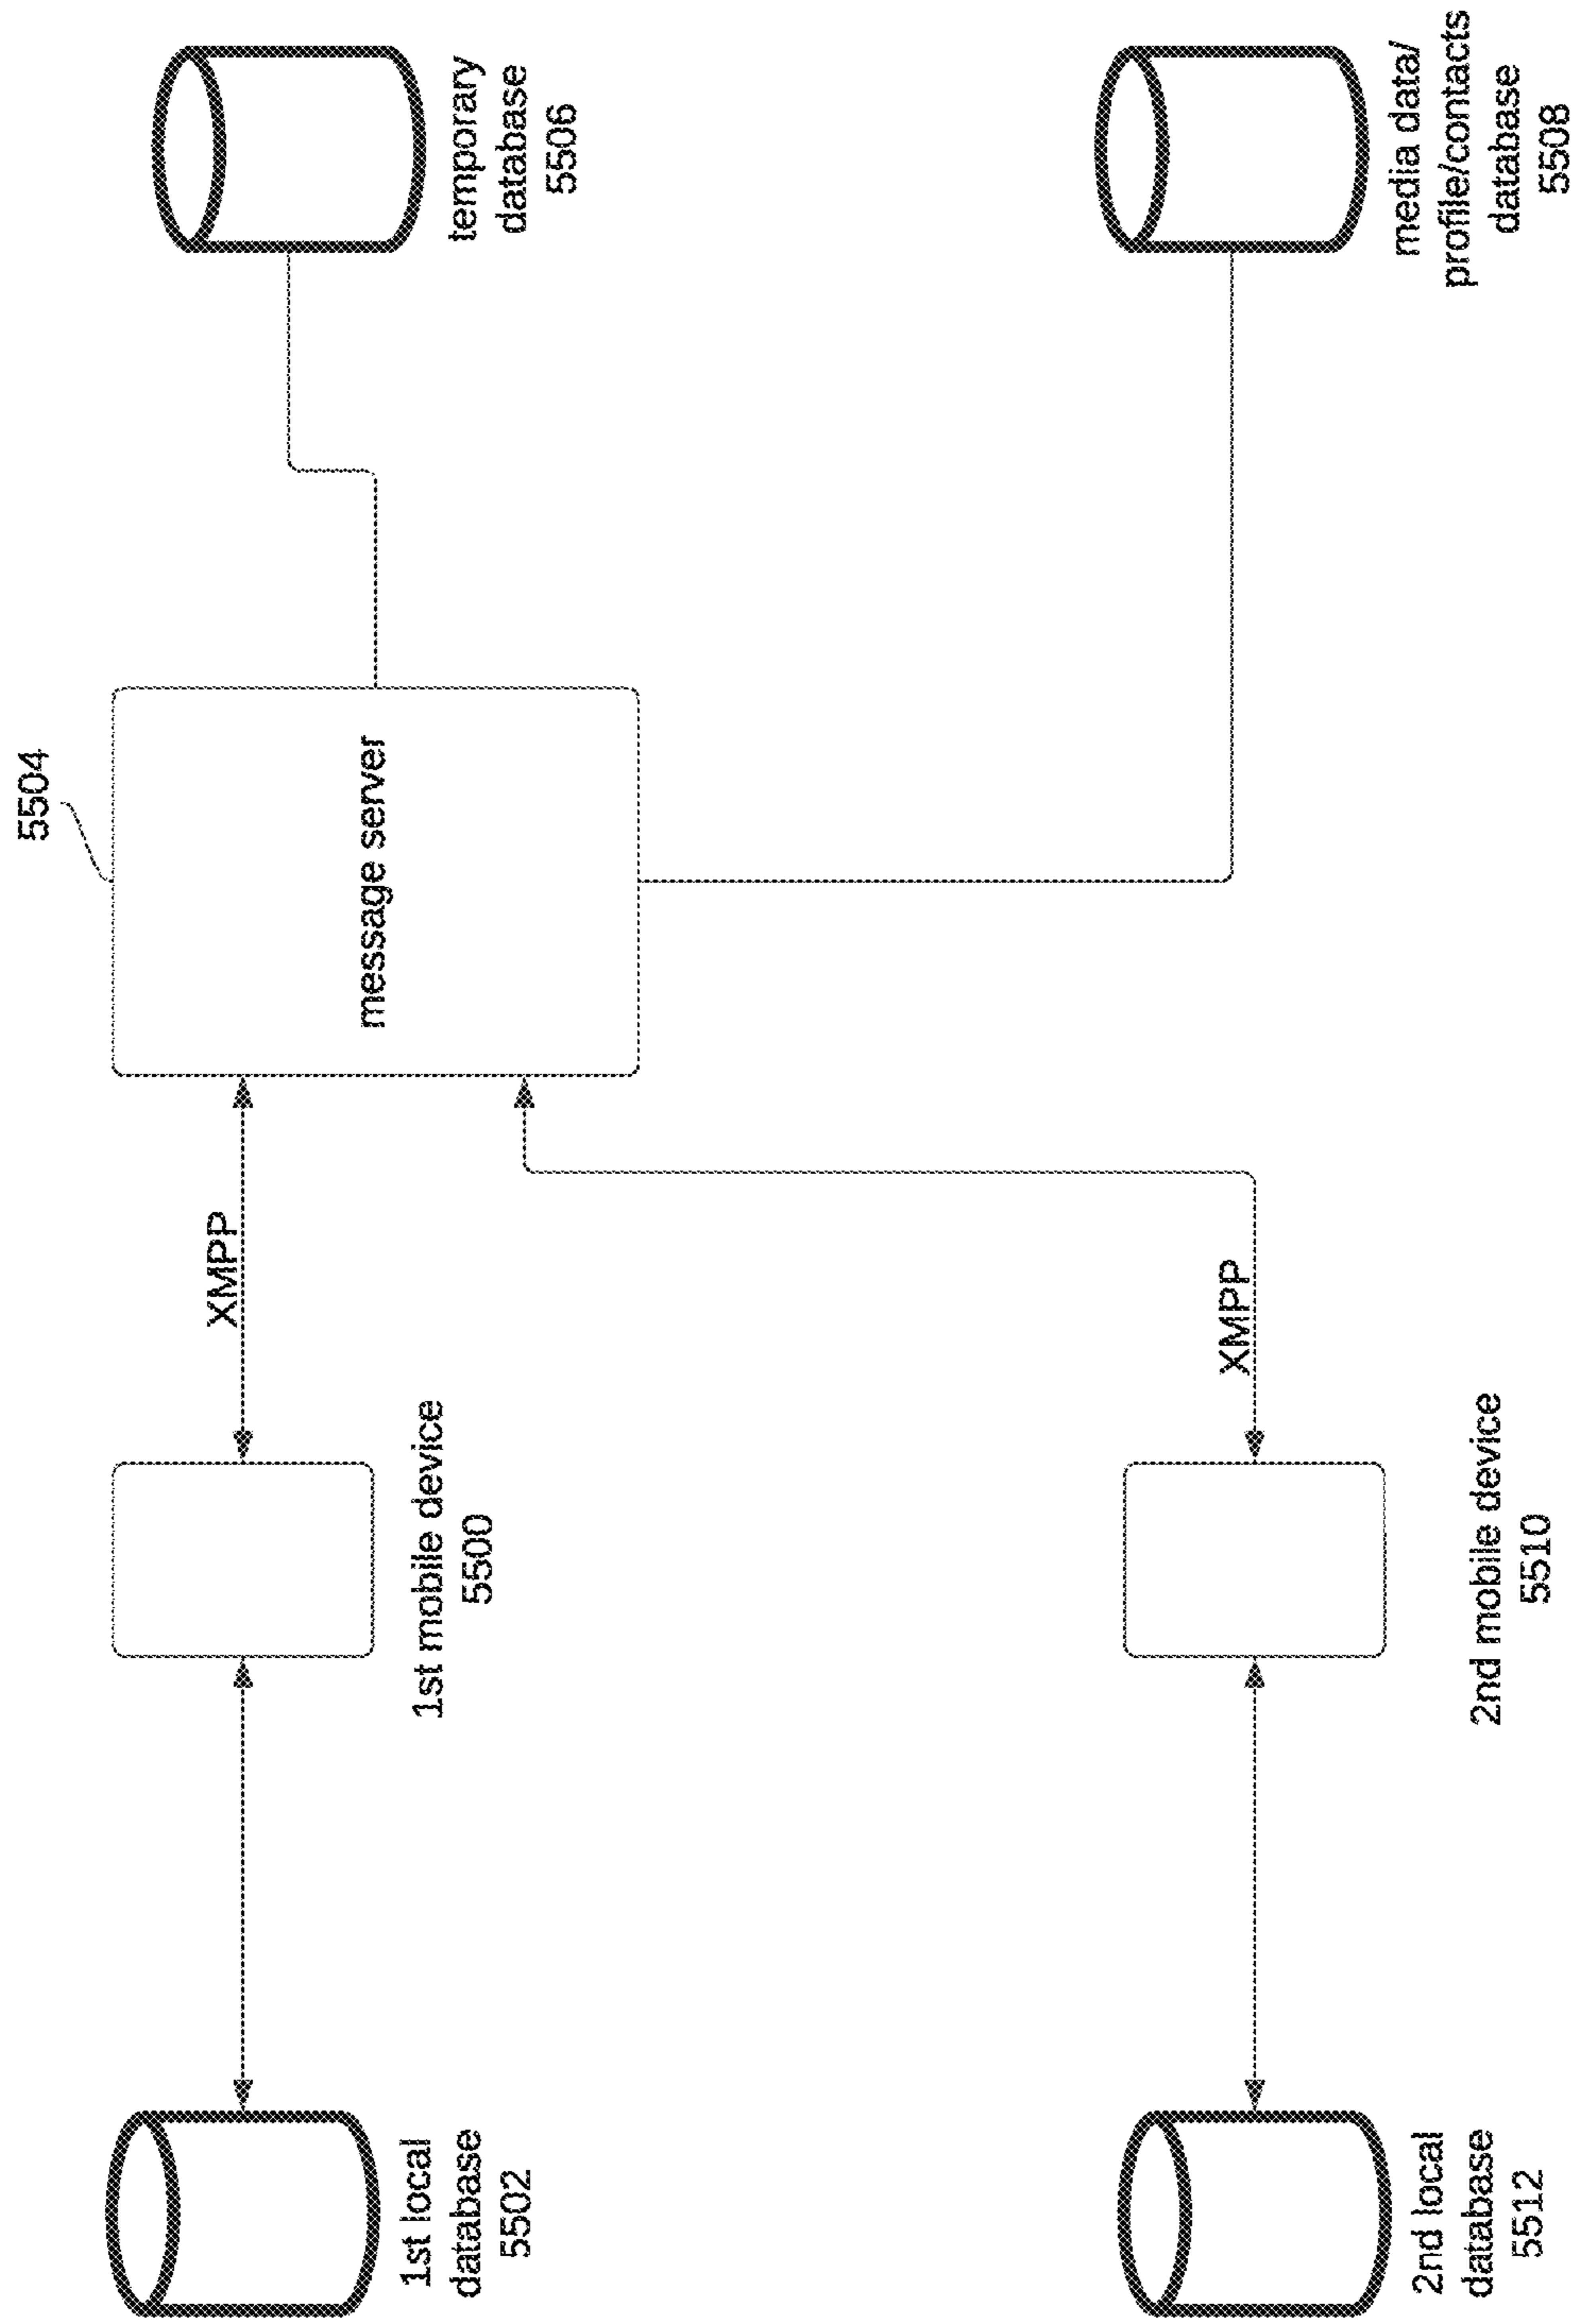 5504
XMPP
message server
1st local
database
5502
1st mobile device
5500
temporary
database
5506
XMPP
2nd local
database
5512
2nd mobile device
5510
media data/
profile/contacts
database
5508